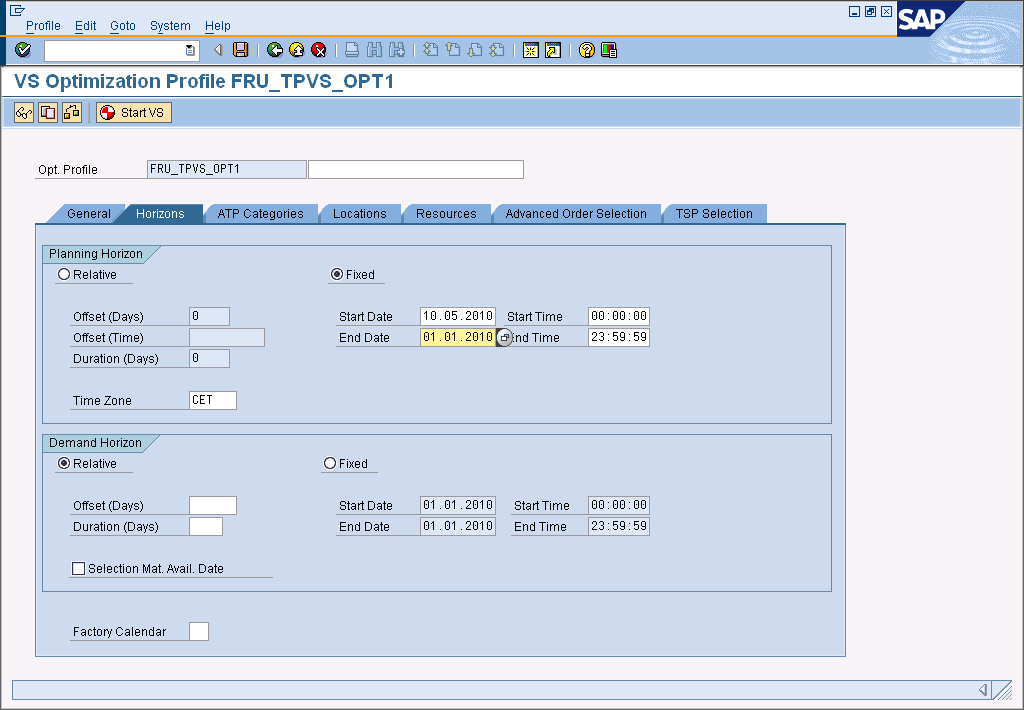 Profile Edit Goto System Help
SAP
VS Optimization Profile FRU_TPVS_OPT1
Start VS
Opt. Profile FRU_TPVS_OPT1
General Horizons ATP Categories Locations Resources Advanced Order Selection TSP Selection
Planning Horizon
Relative Fixed
Offset (Days) 0 Start Date 10.05.2010 Start Time 00:00:00
Offset (Time) End Date 01.01.2010 End Time 23:59:59
Duration (Days) 0
Time Zone CET
Demand Horizon
Relative Fixed
Offset (Days) Start Date 01.01.2010 Start Time 00:00:00
Duration (Days) End Date 01.01.2010 End Time 23:59:59
Selection Mat. Avail. Date
Factory Calendar